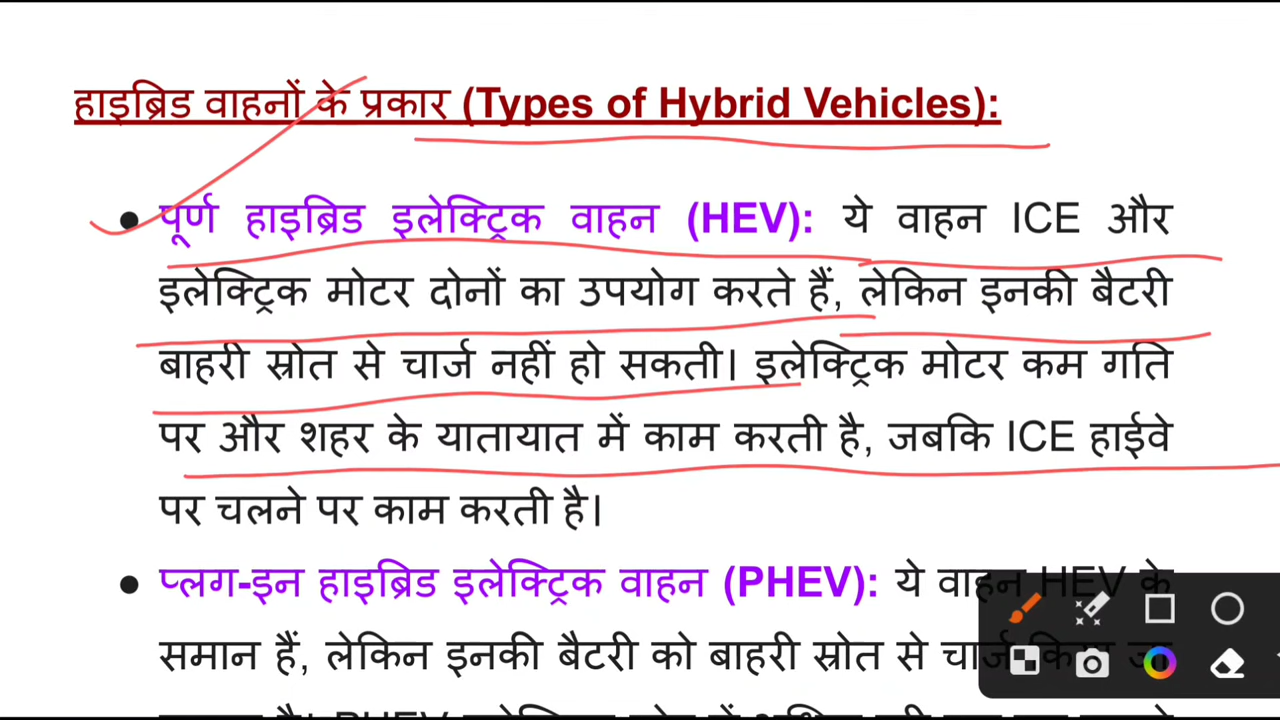 हाइब्रिड वाहनों के प्रकार (Types of Hybrid Vehicles):
● पूर्ण हाइब्रिड इलेक्ट्रिक वाहन (HEV): ये वाहन ICE और
इलेक्ट्रिक मोटर दोनों का उपयोग करते हैं, लेकिन इनकी बैटरी
बाहरी स्रोत से चार्ज नहीं हो सकती। इलेक्ट्रिक मोटर कम गति
पर और शहर के यातायात में काम करती है, जबकि ICE हाईवे
पर चलने पर काम करती है।
● प्लग-इन हाइब्रिड इलेक्ट्रिक वाहन (PHEV): ये वाहन HEV के
समान हैं, लेकिन इनकी बैटरी को बाहरी स्रोत से चार्ज